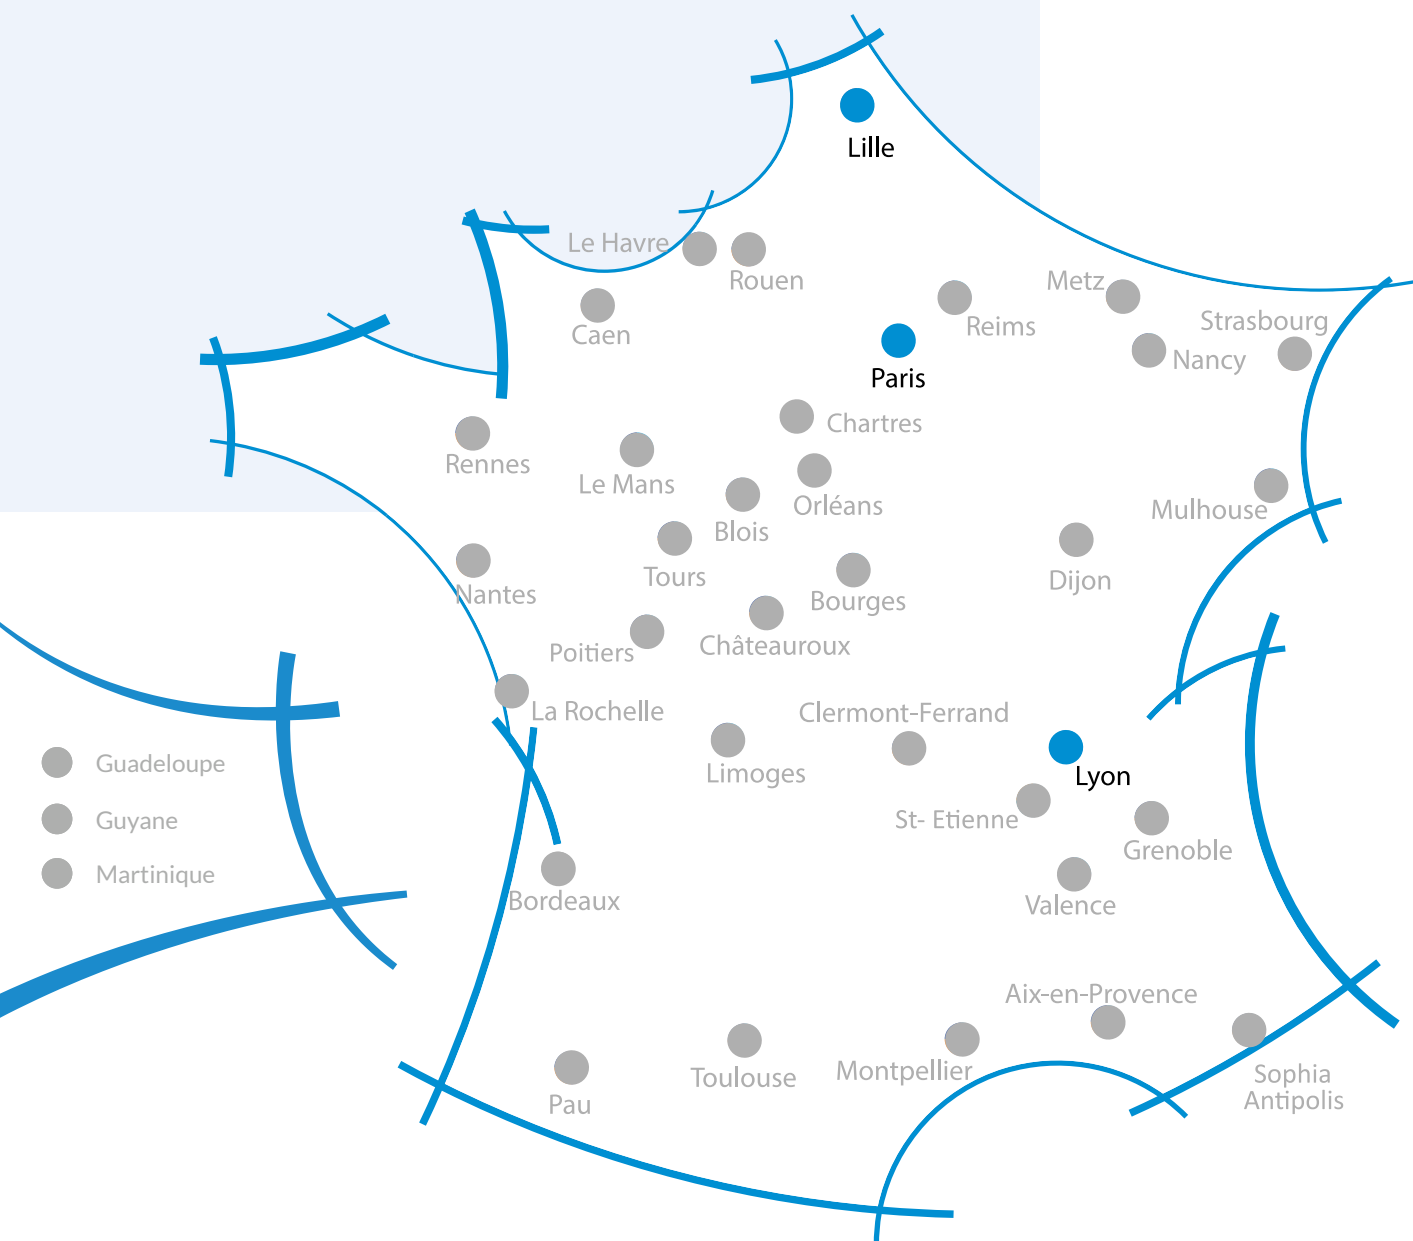 Lille
Le Havre
Rouen
Metz
Caen
Reims
Strasbourg
Nancy
Paris
Chartres
Rennes
Le Mans
Orléans
Mulhouse
Blois
Tours
Dijon
Nantes
Bourges
Poitiers
Châteauroux
La Rochelle
Clermont-Ferrand
Limoges
Lyon
Guadeloupe
Guyane
St- Etienne
Grenoble
Martinique
Bordeaux
Valence
Aix-en-Provence
Montpellier
Toulouse
Sophia
Antipolis
Pau